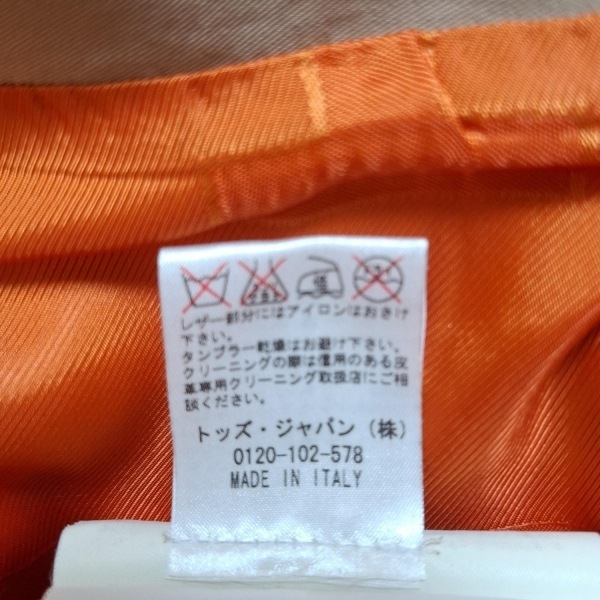 レザー部分にはアイロンはおさけ
下さい。
タンブラー乾燥はお避け下さい。
クリーニングの際は信用のある皮
革専用クリーニング取扱店にご相
談ください。
トッズ・ジャパン(株)
0120-102-578
MADE IN ITALY